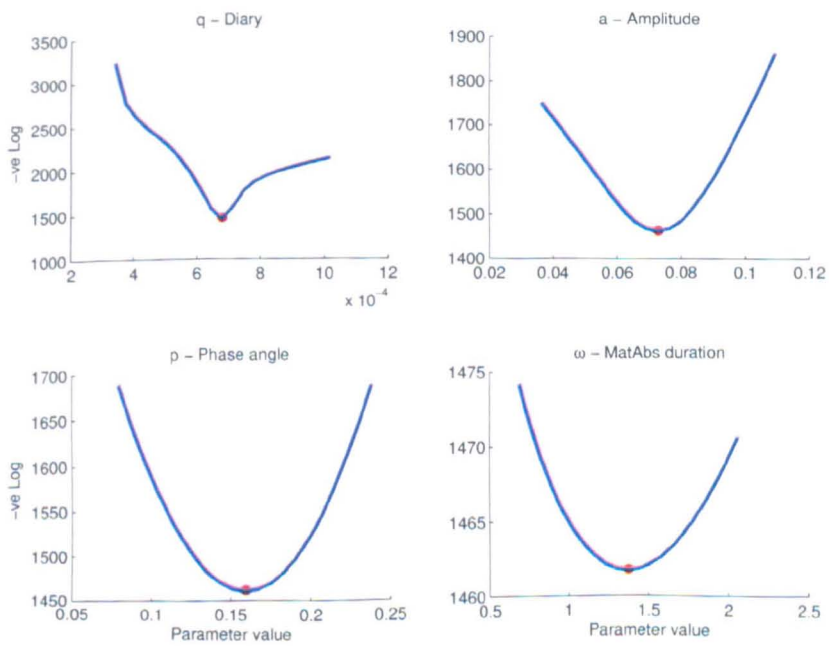 q – Diary
3500
3000
2500
2000
1500
1000
-ve Log
2 4 6 8 10 12
x 10⁻⁴
a – Amplitude
1900
1800
1700
1600
1500
1400
0.02 0.04 0.06 0.08 0.1 0.12
p – Phase angle
1700
1650
1600
1550
1500
1450
-ve Log
0.05 0.1 0.15 0.2 0.25
Parameter value
ω – MatAbs duration
1475
1470
1465
1460
0.5 1 1.5 2 2.5
Parameter value